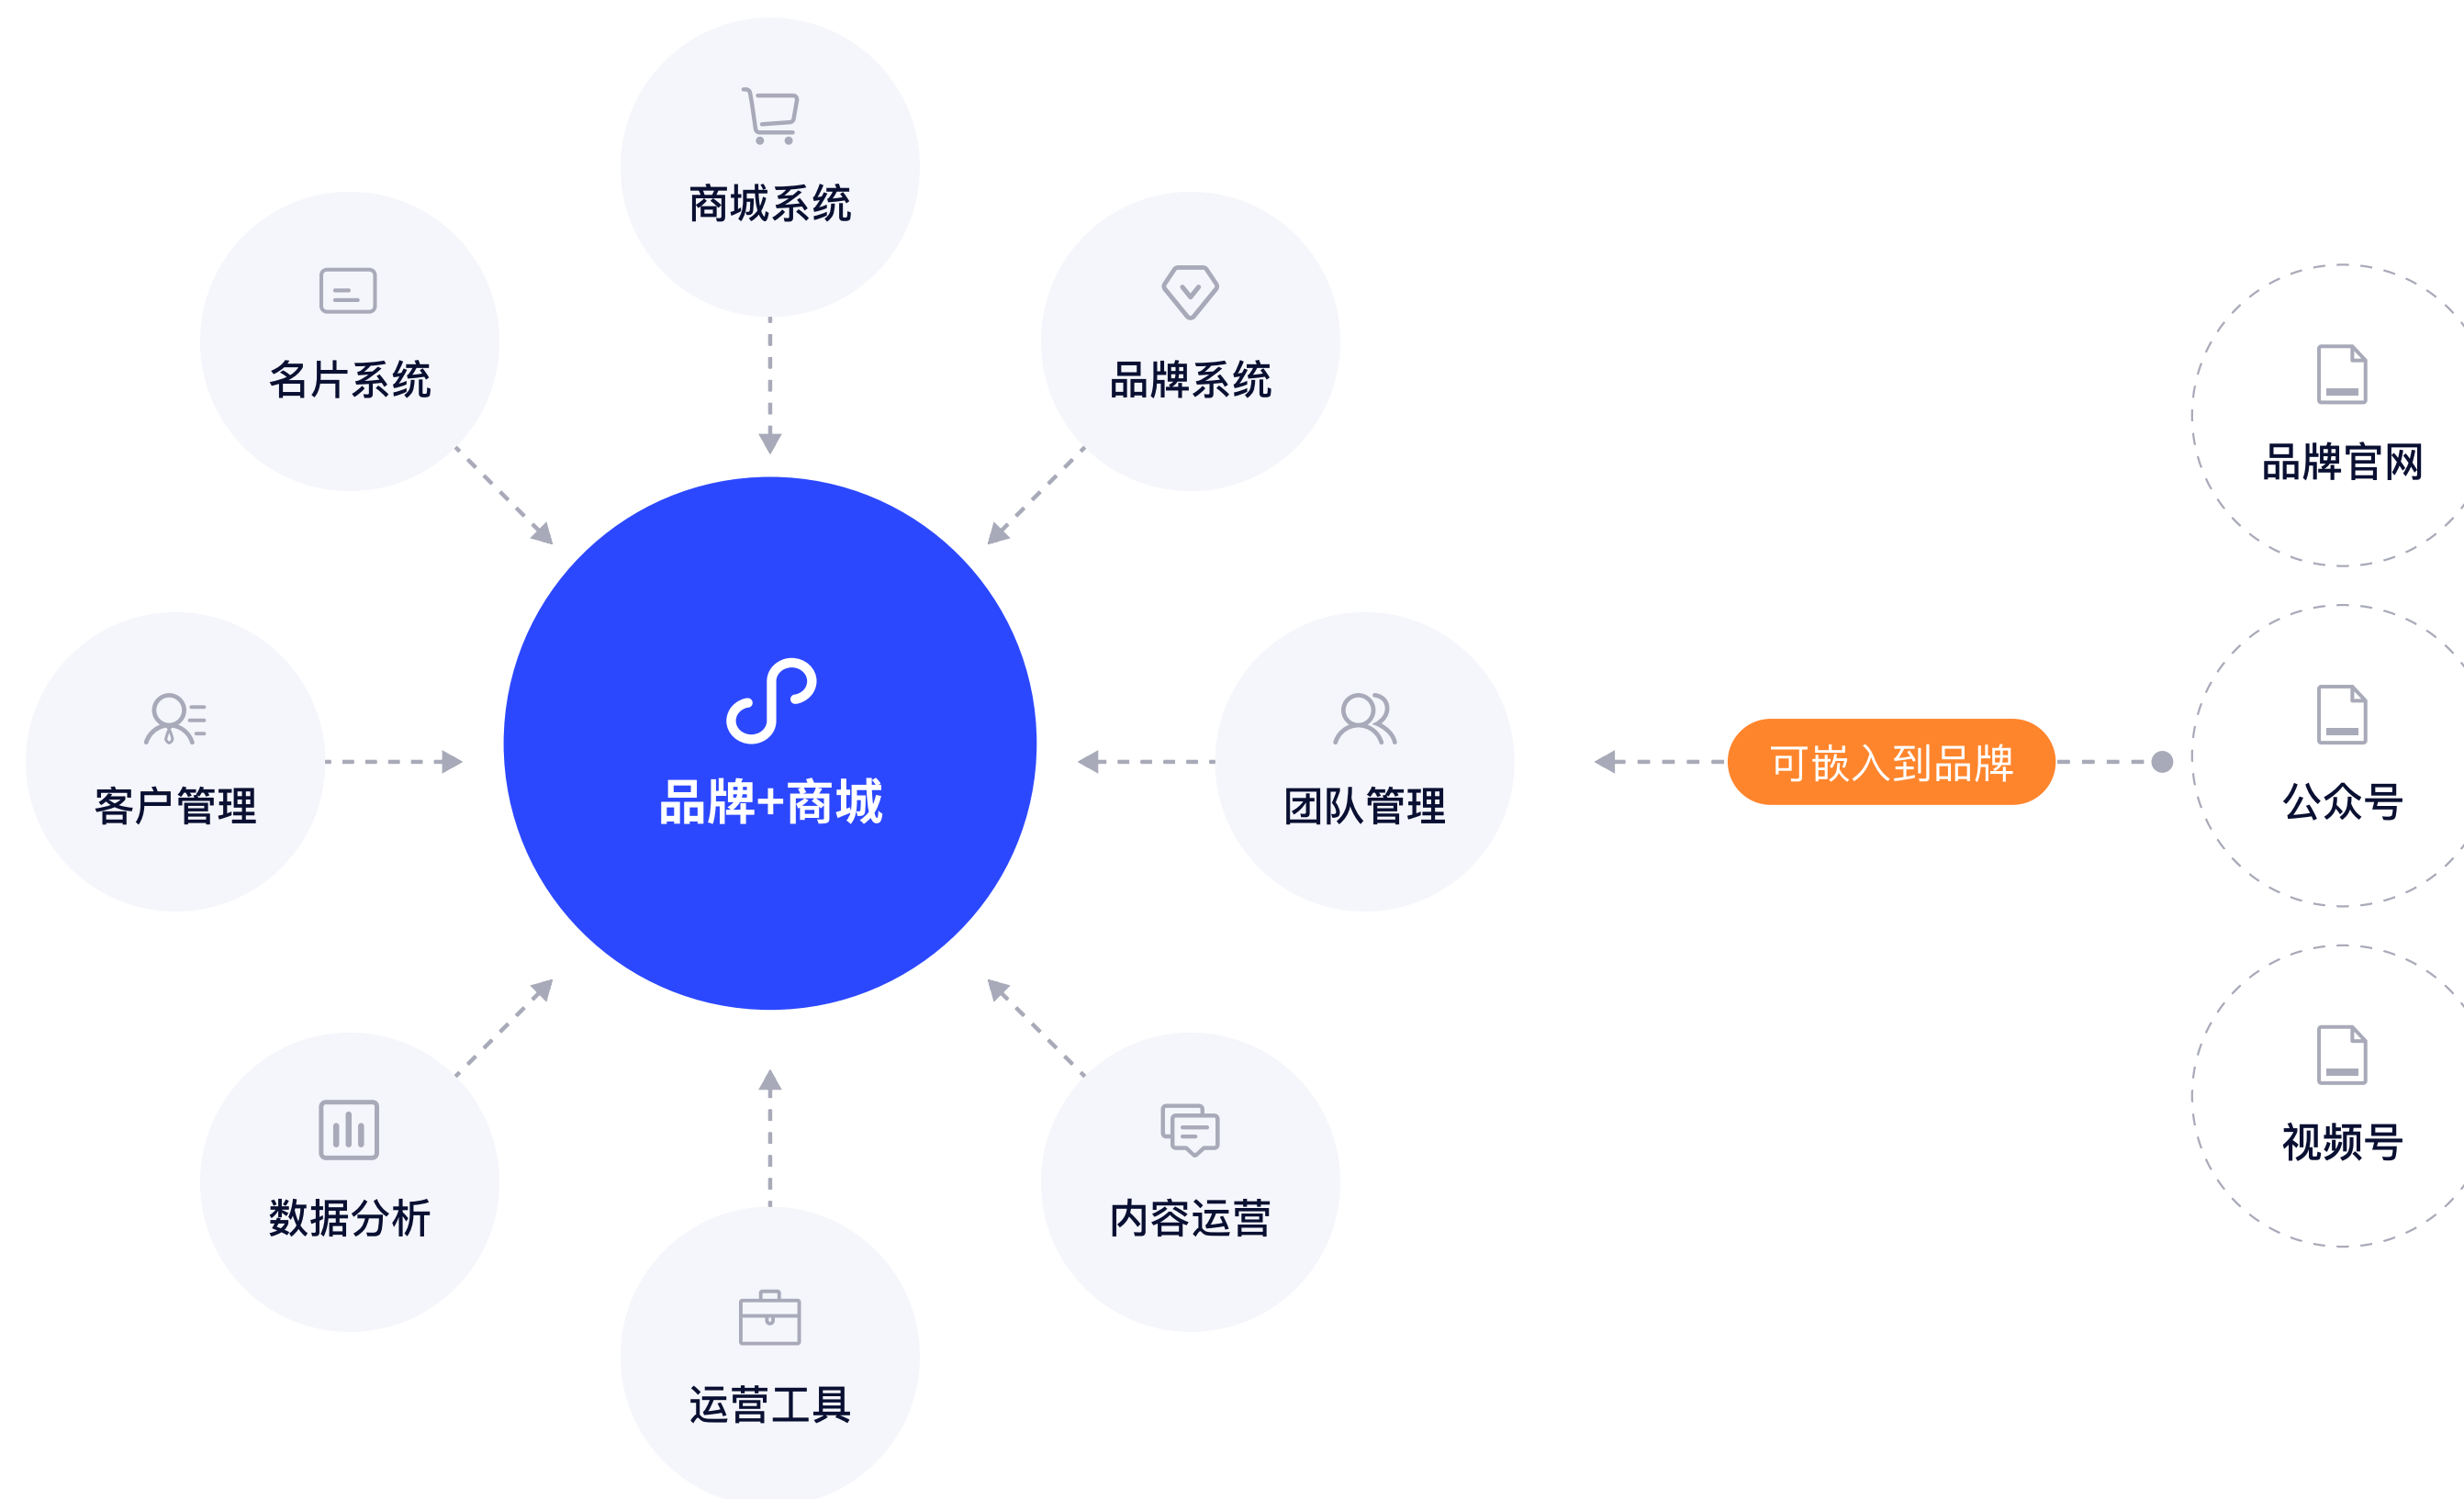 商城系统
名片系统
品牌系统
品牌官网
客户管理
品牌+商城
团队管理
可嵌入到品牌
公众号
数据分析
内容运营
视频号
运营工具